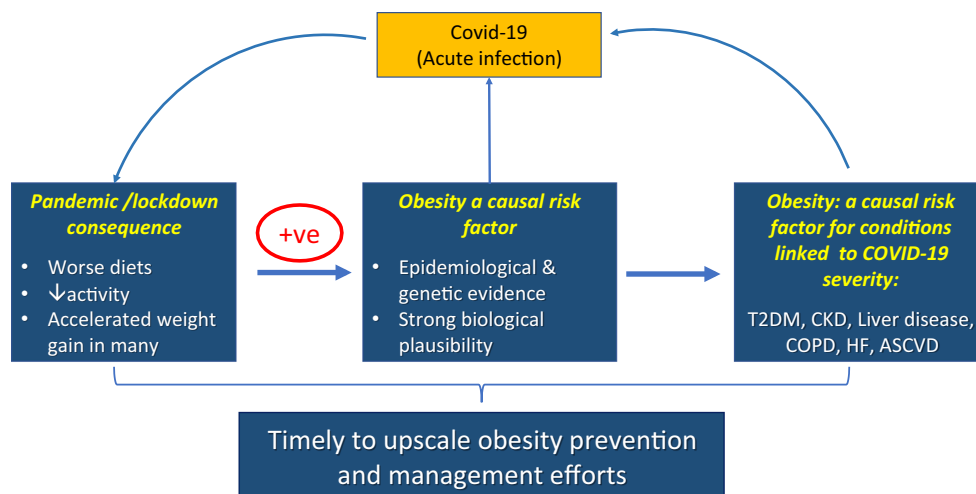 Covid-19
(Acute infection)
Pandemic /lockdown
consequence
• Worse diets
• ↓activity
• Accelerated weight
gain in many
+ve
Obesity a causal risk
factor
• Epidemiological &
genetic evidence
• Strong biological
plausibility
Obesity: a causal risk
factor for conditions
linked to COVID-19
severity:
T2DM, CKD, Liver disease,
COPD, HF, ASCVD
Timely to upscale obesity prevention
and management efforts